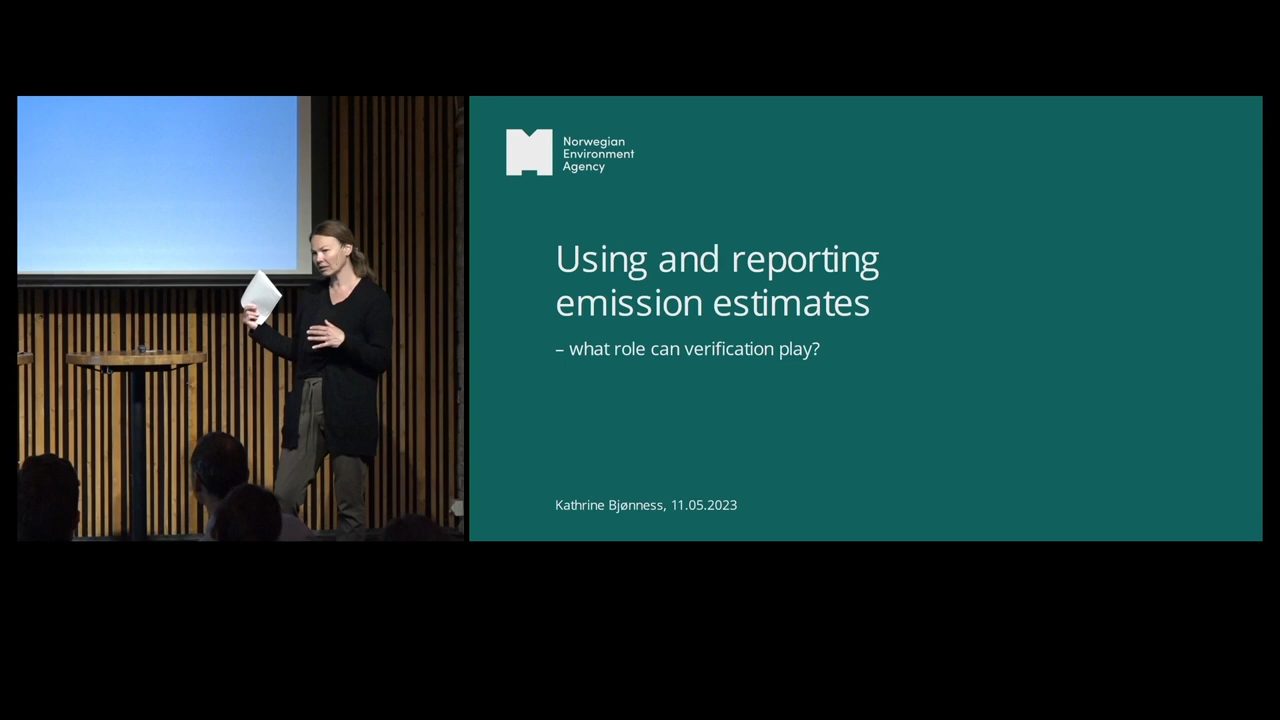 Norwegian
Environment
Agency
Using and reporting
emission estimates
– what role can verification play?
Kathrine Bjønness, 11.05.2023